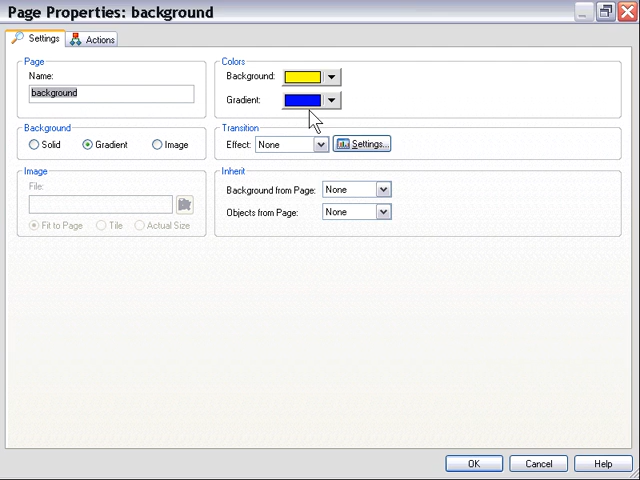 Page Properties: background
Settings
Actions
Page
Name:
background
Colors
Background:
Gradient:
Background
Solid
Gradient
Image
Transition
Effect:
None
Settings...
Image
File:
Fit to Page
Tile
Actual Size
Inherit
Background from Page:
None
Objects from Page:
None
OK
Cancel
Help